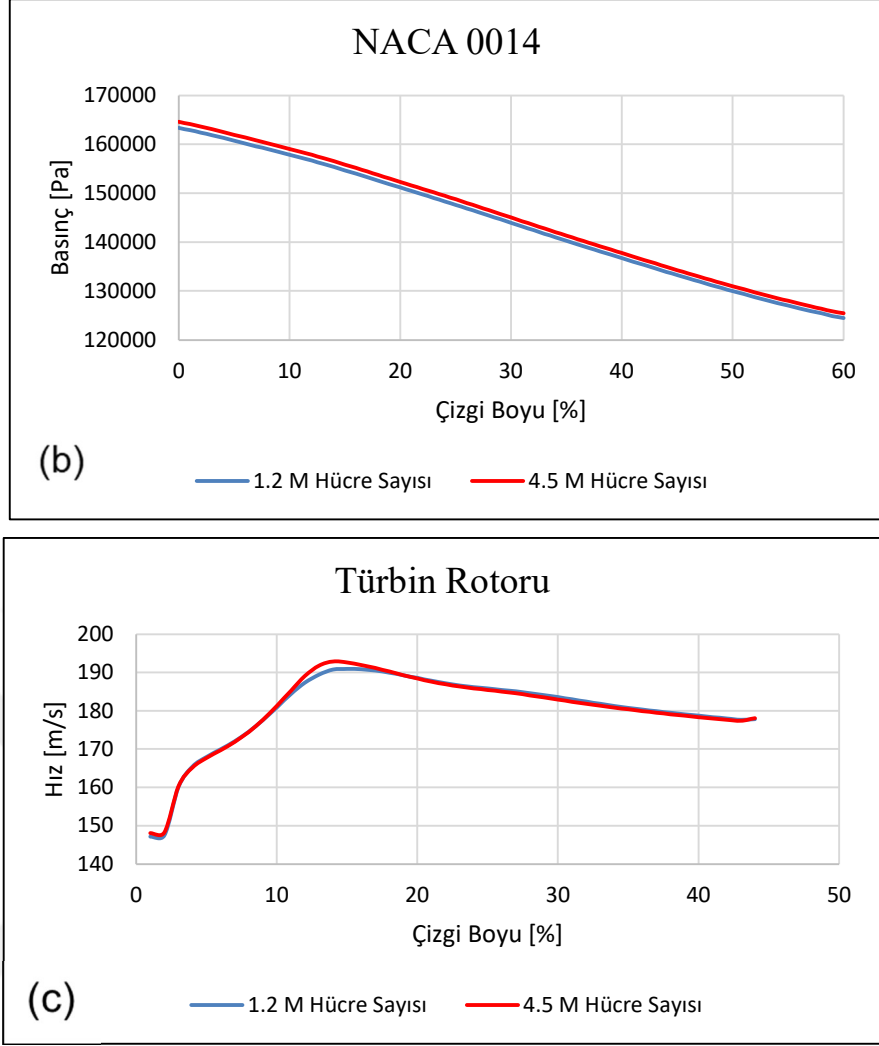 NACA 0014
170000
160000
150000
140000
130000
120000
Basınç [Pa]
0 10 20 30 40 50 60
Çizgi Boyu [%]
(b)
1.2 M Hücre Sayısı 4.5 M Hücre Sayısı
Türbin Rotoru
200
190
180
170
160
150
140
Hız [m/s]
0 10 20 30 40 50
Çizgi Boyu [%]
(c)
1.2 M Hücre Sayısı 4.5 M Hücre Sayısı